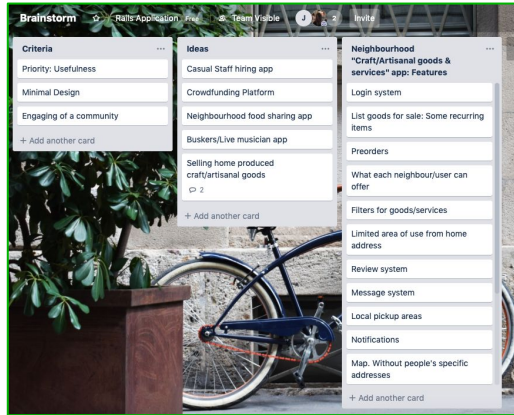 Brainstorm Rails Application Free Team Visible J 2 Invite
Criteria ...
Priority: Usefulness
Minimal Design
Engaging of a community
+ Add another card
Ideas ...
Casual Staff hiring app
Crowdfunding Platform
Neighbourhood food sharing app
Buskers/Live musician app
Selling home produced
craft/artisanal goods
2
+ Add another card
Neighbourhood ...
"Craft/Artisanal goods &
services" app: Features
Login system
List goods for sale: Some recurring
items
Preorders
What each neighbour/user can
offer
Filters for goods/services
Limited area of use from home
address
Review system
Message system
Local pickup areas
Notifications
Map. Without people's specific
addresses
+ Add another card